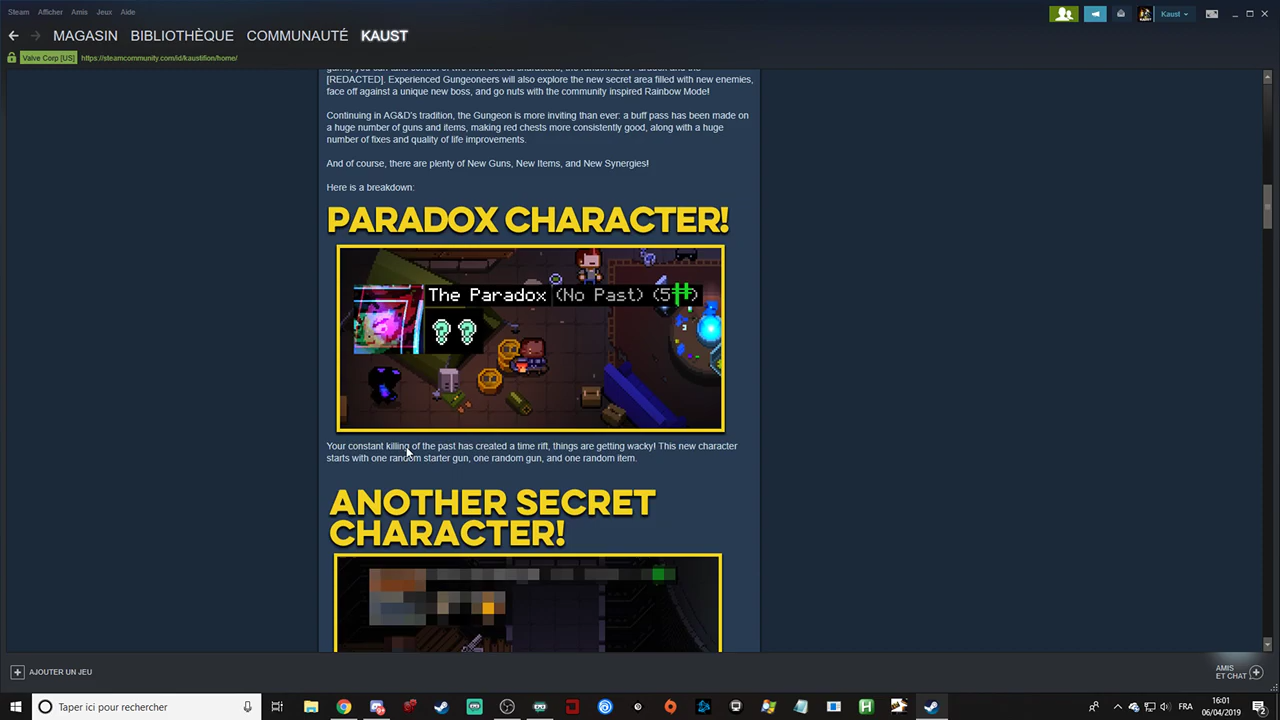 Steam Afficher Amis Jeux Aide
Kaust
MAGASIN BIBLIOTHÈQUE COMMUNAUTÉ KAUST
Valve Corp [US] https://steamcommunity.com/id/kaustifion/home/
[REDACTED]. Experienced Gungeoneers will also explore the new secret area filled with new enemies,
face off against a unique new boss, and go nuts with the community inspired Rainbow Mode!
Continuing in AG&D's tradition, the Gungeon is more inviting than ever: a buff pass has been made on
a huge number of guns and items, making red chests more consistently good, along with a huge
number of fixes and quality of life improvements.
And of course, there are plenty of New Guns, New Items, and New Synergies!
Here is a breakdown:
PARADOX CHARACTER!
The Paradox (No Past) (5)
??
Your constant killing of the past has created a time rift, things are getting wacky! This new character
starts with one random starter gun, one random gun, and one random item.
ANOTHER SECRET
CHARACTER!
AJOUTER UN JEU
AMIS
ET CHAT
Taper ici pour rechercher
FRA
16:01
06/04/2019